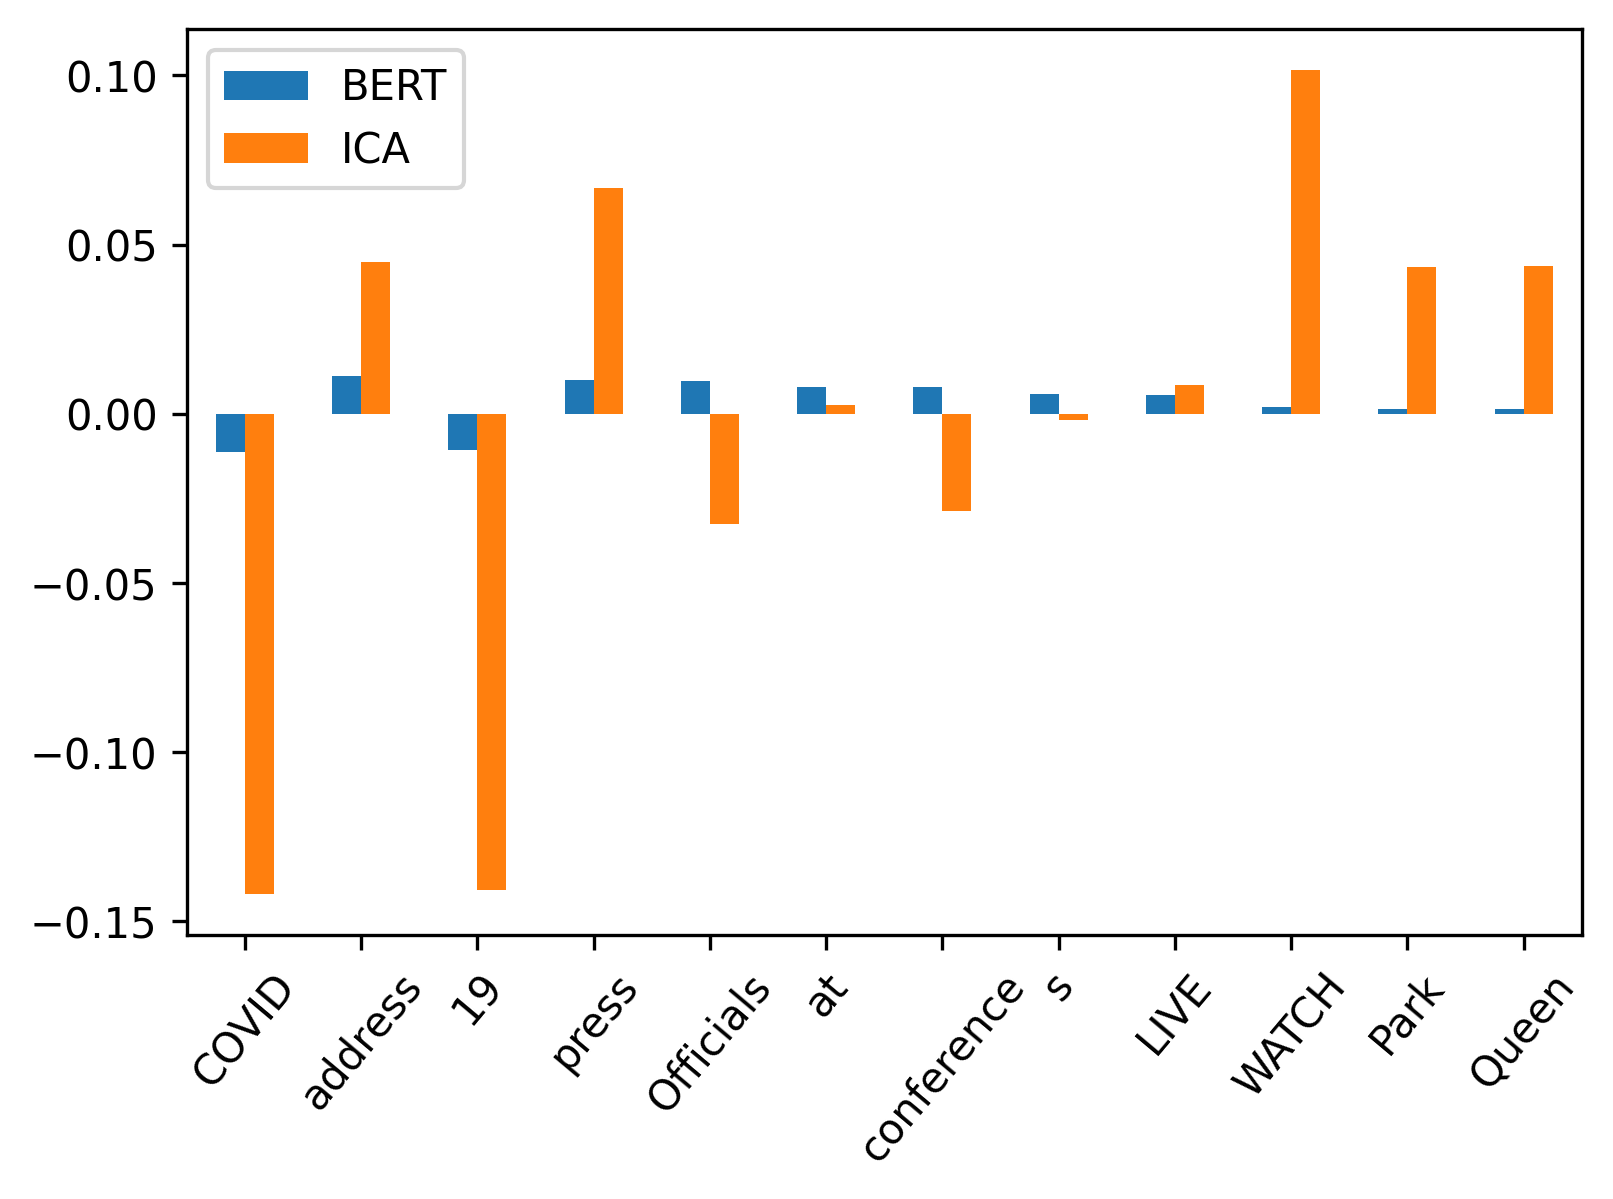 BERT
ICA
0.10
0.05
0.00
−0.05
−0.10
−0.15
COVID
address
19
press
Officials
at
conference
s
LIVE
WATCH
Park
Queen